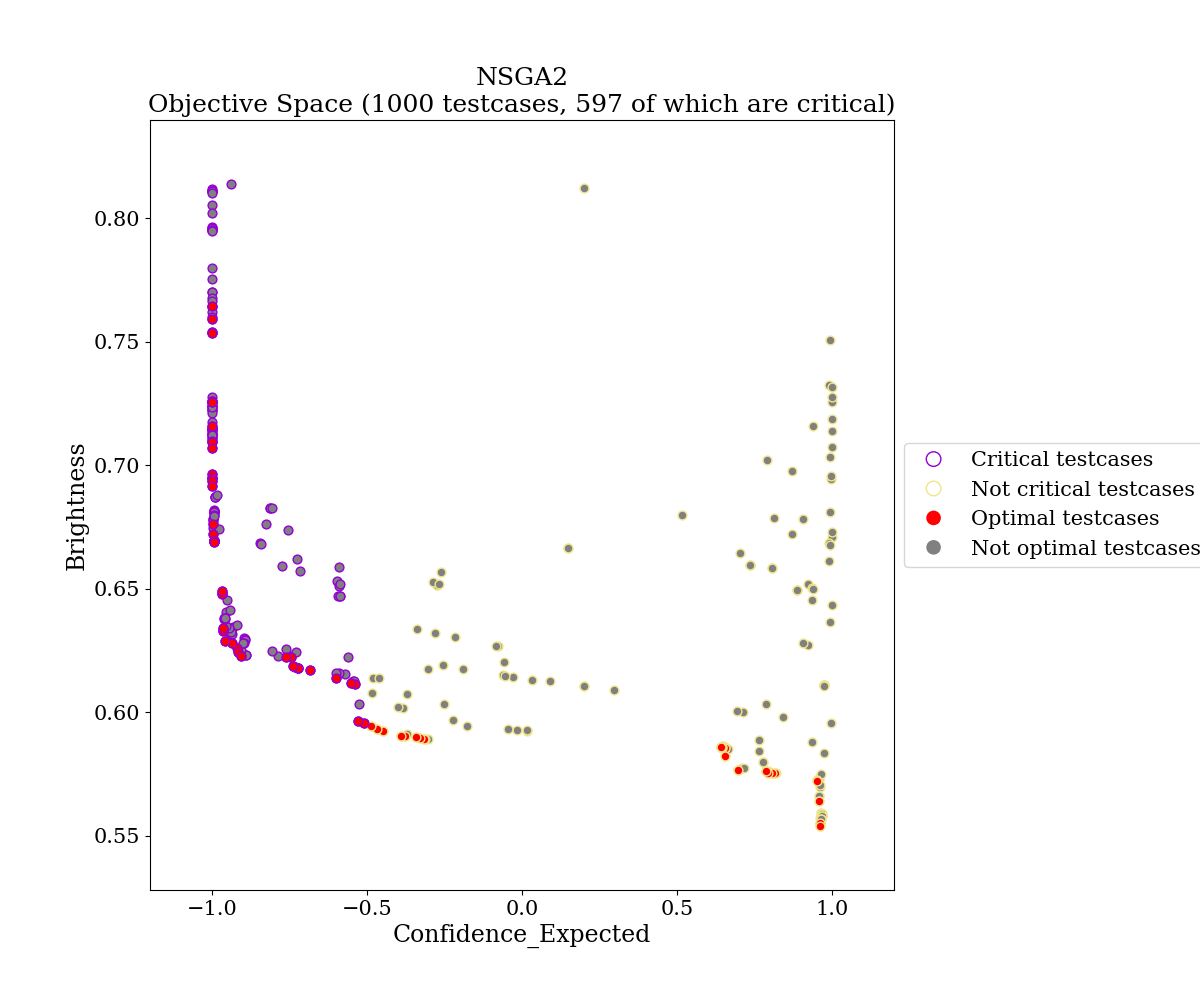 NSGA2
Objective Space (1000 testcases, 597 of which are critical)
0.80
0.75
0.70
0.65
0.60
0.55
Brightness
−1.0
−0.5
0.0
0.5
1.0
Confidence_Expected
Critical testcases
Not critical testcases
Optimal testcases
Not optimal testcases